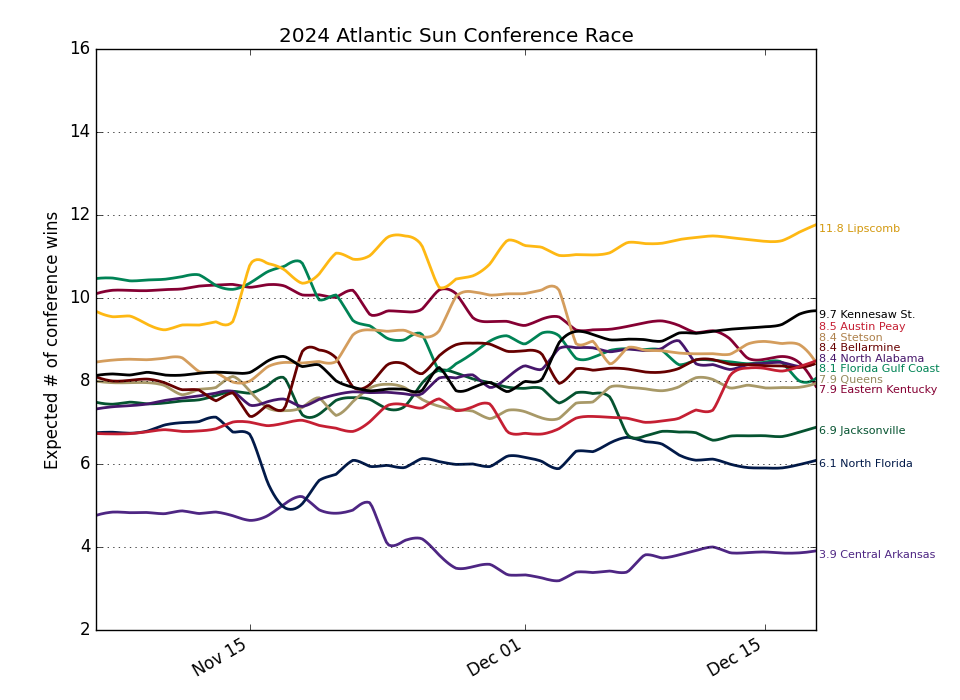 2024 Atlantic Sun Conference Race
Expected # of conference wins
16
14
12
10
8
6
4
2
Nov 15
Dec 01
Dec 15
11.8 Lipscomb
9.7 Kennesaw St.
8.5 Austin Peay
8.4 Stetson
8.4 Bellarmine
8.4 North Alabama
8.1 Florida Gulf Coast
7.9 Queens
7.9 Eastern Kentucky
6.9 Jacksonville
6.1 North Florida
3.9 Central Arkansas